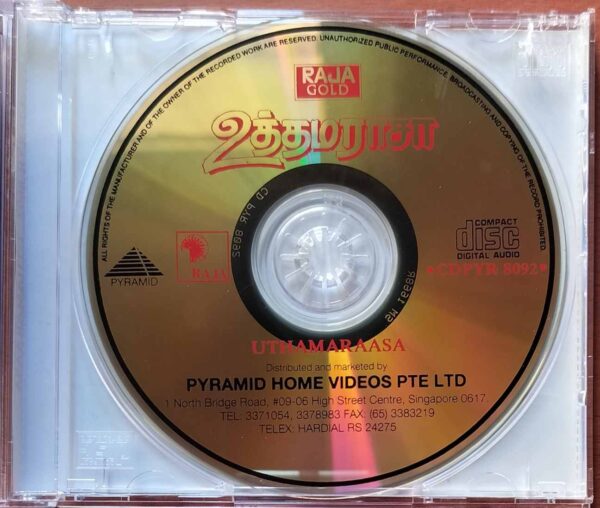 ALL RIGHTS OF THE MANUFACTURER AND OF THE OWNER OF THE RECORDED WORK ARE RESERVED. UNAUTHORIZED PUBLIC PERFORMANCE, BROADCASTING AND COPYING OF THE RECORD PROHIBITED
RAJA
GOLD
உத்தமராசா
CD PYR 8092
COMPACT
disc
DIGITAL AUDIO
PYRAMID
RAJA
•CDPYR 8092•
UTHAMARAASA
Distributed and marketed by
PYRAMID HOME VIDEOS PTE LTD
1 North Bridge Road, #09-06 High Street Centre, Singapore 0617.
TEL: 3371054, 3378983 FAX: (65) 3383219
TELEX: HARDIAL RS 24275